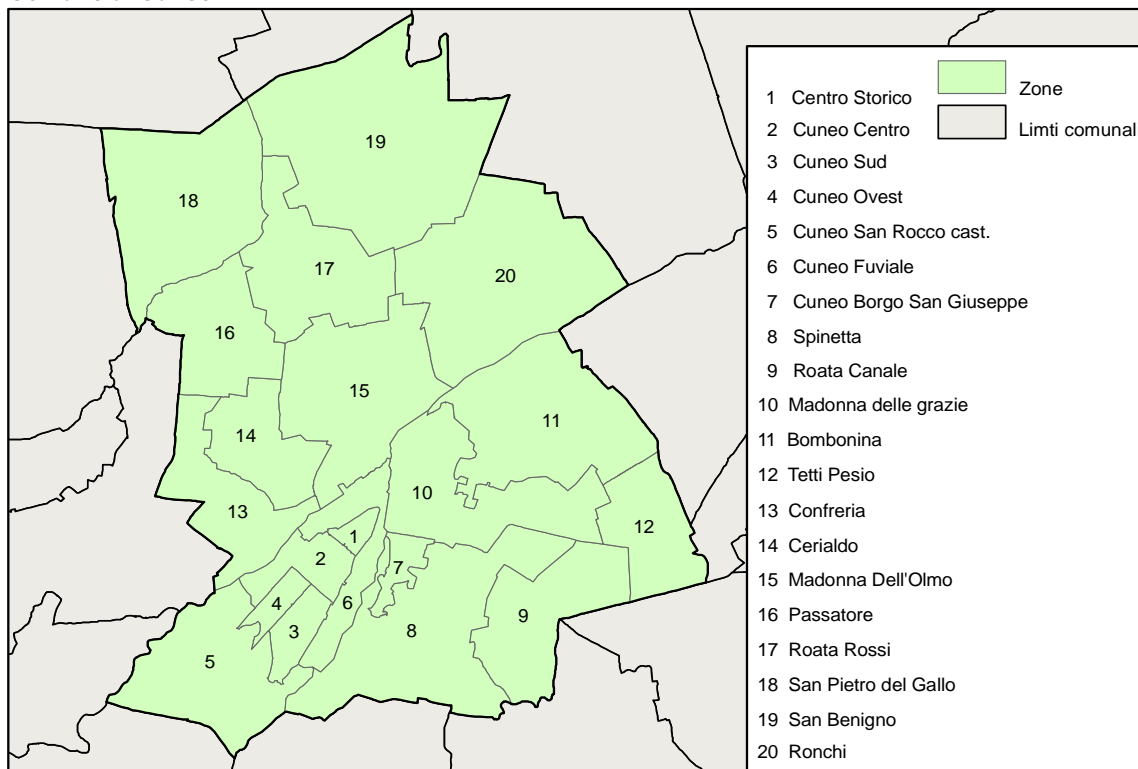 19
18
17
20
16
15
11
14
10
13
12
1
2
7
4
6
9
3
8
5
Zone
Limti comunal
1 Centro Storico
2 Cuneo Centro
3 Cuneo Sud
4 Cuneo Ovest
5 Cuneo San Rocco cast.
6 Cuneo Fuviale
7 Cuneo Borgo San Giuseppe
8 Spinetta
9 Roata Canale
10 Madonna delle grazie
11 Bombonina
12 Tetti Pesio
13 Confreria
14 Cerialdo
15 Madonna Dell'Olmo
16 Passatore
17 Roata Rossi
18 San Pietro del Gallo
19 San Benigno
20 Ronchi